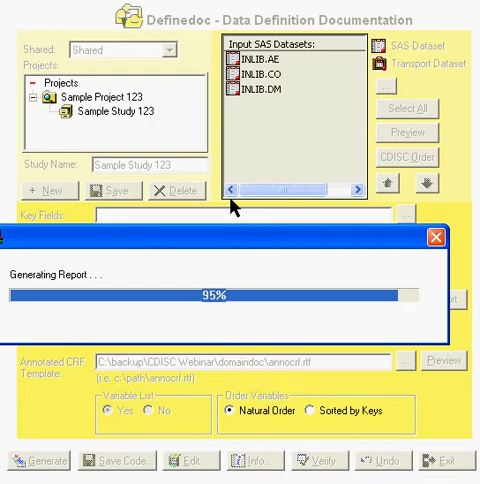 Definedoc - Data Definition Documentation
Shared: Shared
Projects:
Projects
Sample Project 123
Sample Study 123
Study Name: Sample Study 123
New Save Delete
Input SAS Datasets:
INLIB.AE
INLIB.CO
INLIB.DM
SAS Dataset
Transport Dataset
...
Select All
Preview
CDISC Order
Key Fields: ...
Generating Report . . .
95%
Annotated CRF Template: C:\backup\CDISC Webinar\domaindoc\annocrf.rtf ... Preview
(i.e. c:\path\annocrf.rtf)
Variable List
Yes No
Order Variables
Natural Order Sorted by Keys
Generate Save Code... Edit Info... Verify Undo Exit